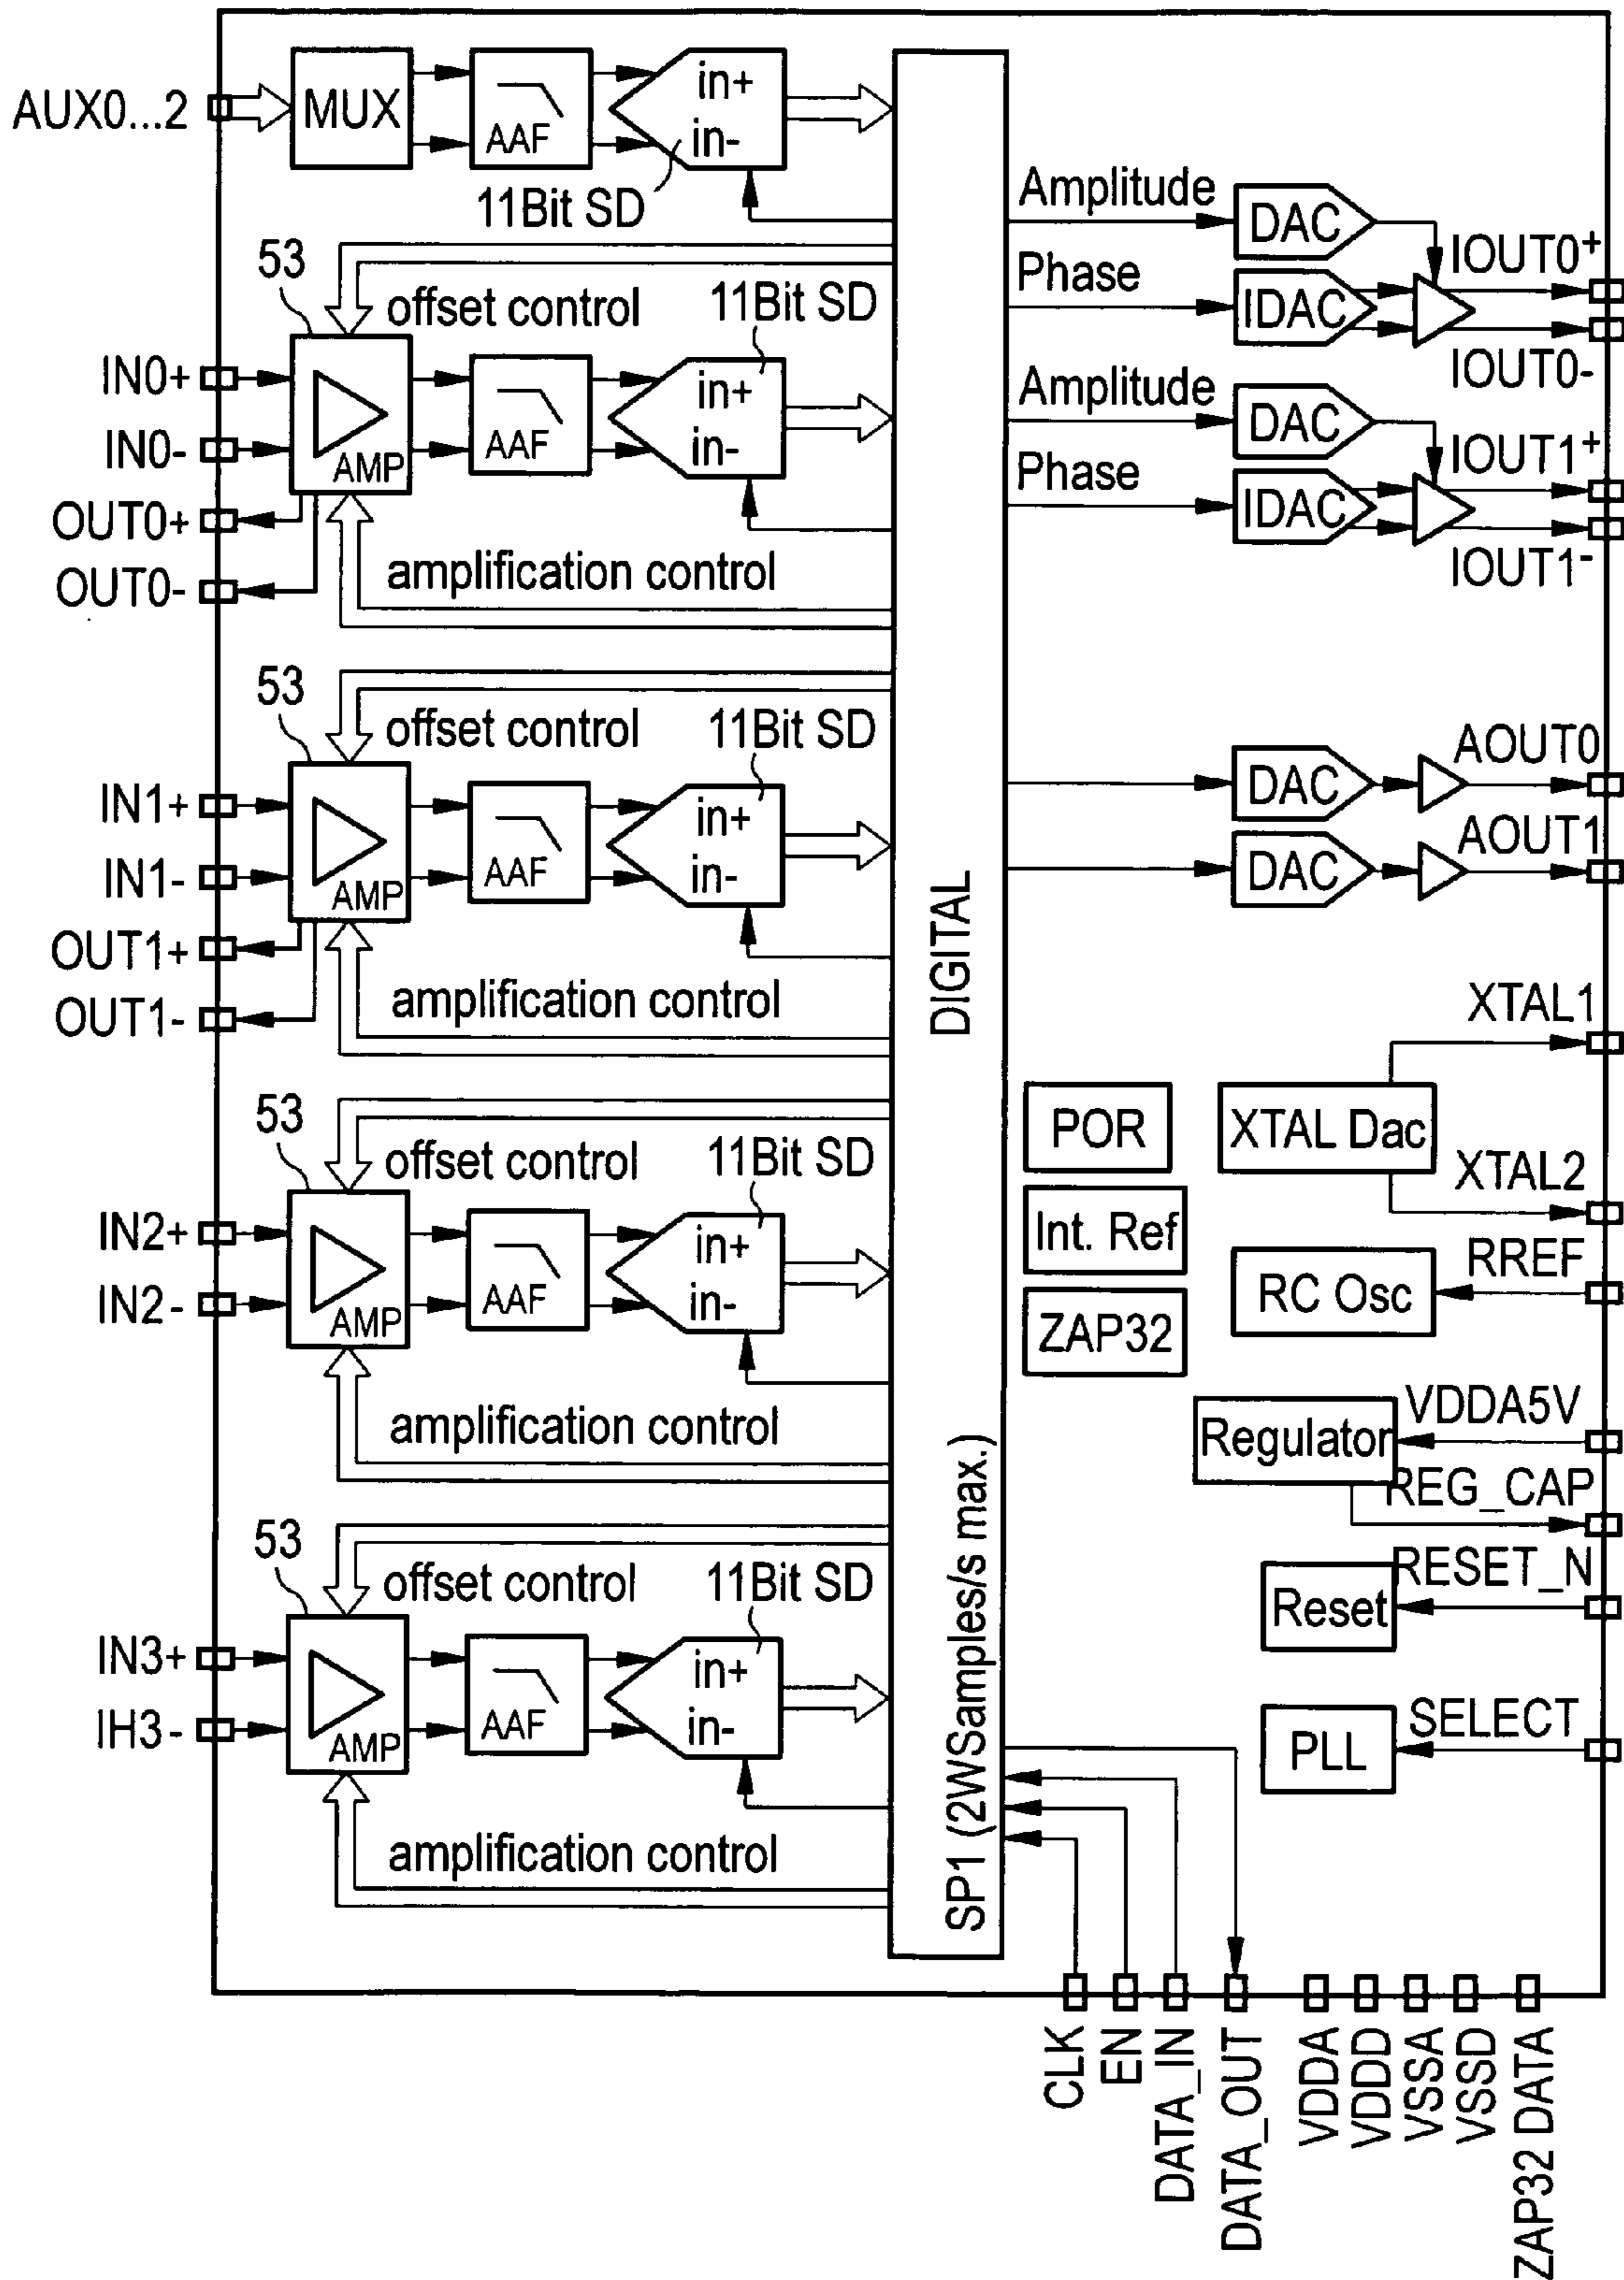 AUX0...2
MUX
AAF
in+
in-
11Bit SD
53
offset control
11Bit SD
IN0+
IN0-
AMP
AAF
in+
in-
OUT0+
OUT0-
amplification control
53
offset control
11Bit SD
IN1+
IN1-
AMP
AAF
in+
in-
OUT1+
OUT1-
amplification control
53
offset control
11Bit SD
IN2+
IN2-
AMP
AAF
in+
in-
amplification control
53
offset control
11Bit SD
IN3+
IH3-
AMP
AAF
in+
in-
amplification control
DIGITAL
SP1 (2WSamples/s max.)
Amplitude
DAC
Phase
IDAC
IOUT0+
IOUT0-
Amplitude
DAC
Phase
IDAC
IOUT1+
IOUT1-
DAC
AOUT0
DAC
AOUT1
XTAL1
POR
XTAL Dac
XTAL2
Int. Ref
RREF
RC Osc
ZAP32
VDDA5V
Regulator
REG_CAP
RESET_N
Reset
SELECT
PLL
CLK
EN
DATA_IN
DATA_OUT
VDDA
VDDD
VSSA
VSSD
ZAP32 DATA